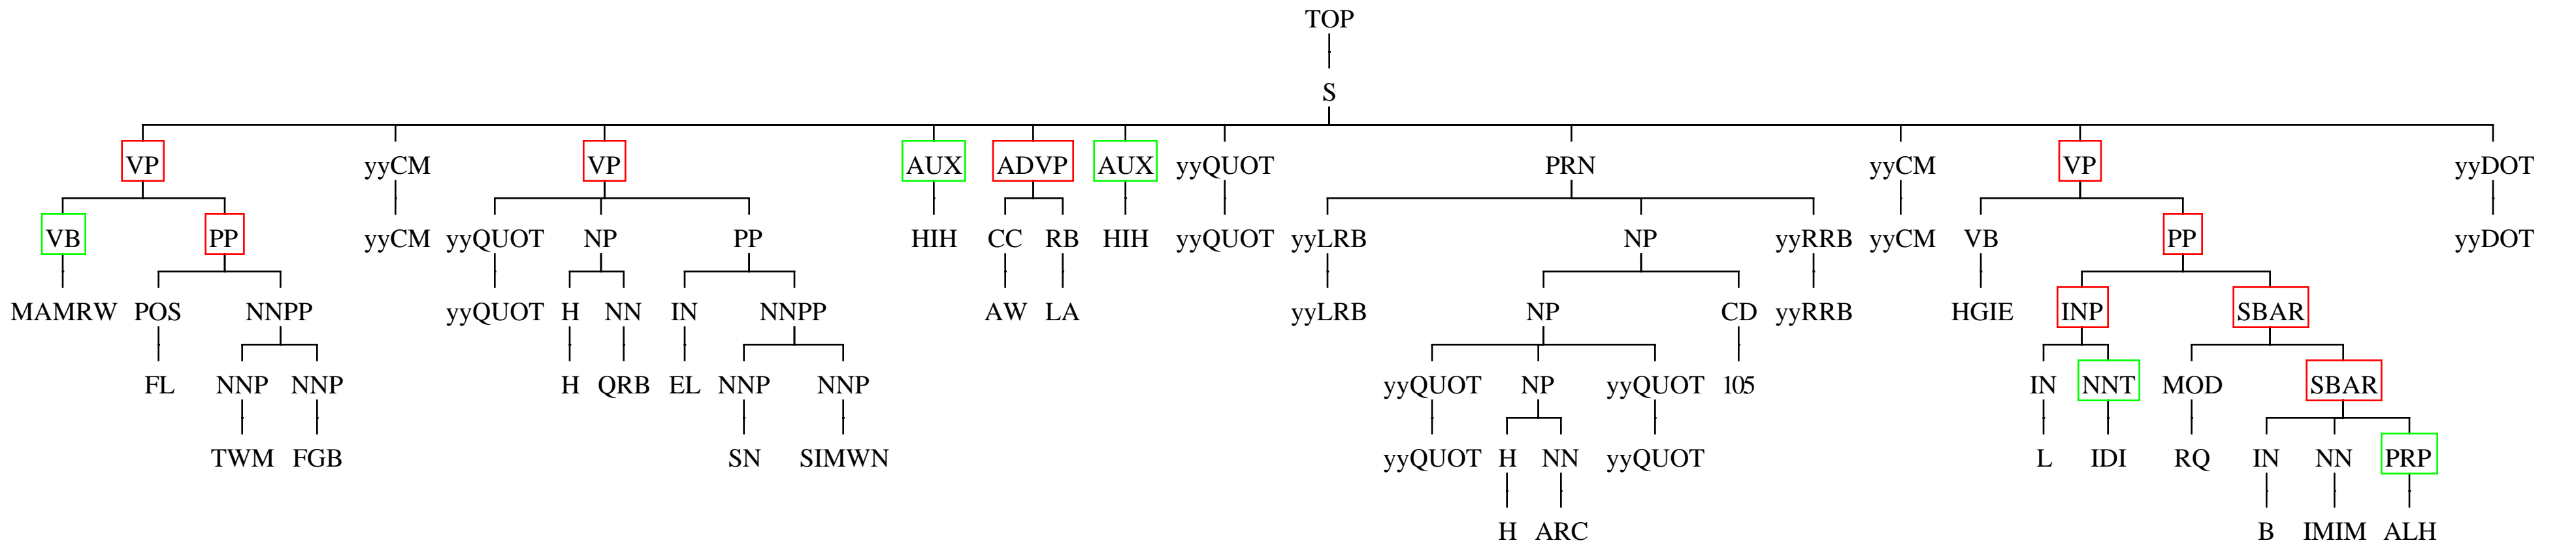 TOP
S
VP yyCM VP AUX ADVP AUX yyQUOT PRN yyCM VP yyDOT
VB PP yyCM yyQUOT NP PP HIH CC RB HIH yyQUOT yyLRB NP yyRRB yyCM VB PP yyDOT
MAMRW POS NNPP yyQUOT H NN IN NNPP AW LA yyLRB NP CD yyRRB HGIE INP SBAR
FL NNP NNP H QRB EL NNP NNP yyQUOT NP yyQUOT 105 IN NNT MOD SBAR
TWM FGB SN SIMWN yyQUOT H NN yyQUOT L IDI RQ IN NN PRP
H ARC B IMIM ALH